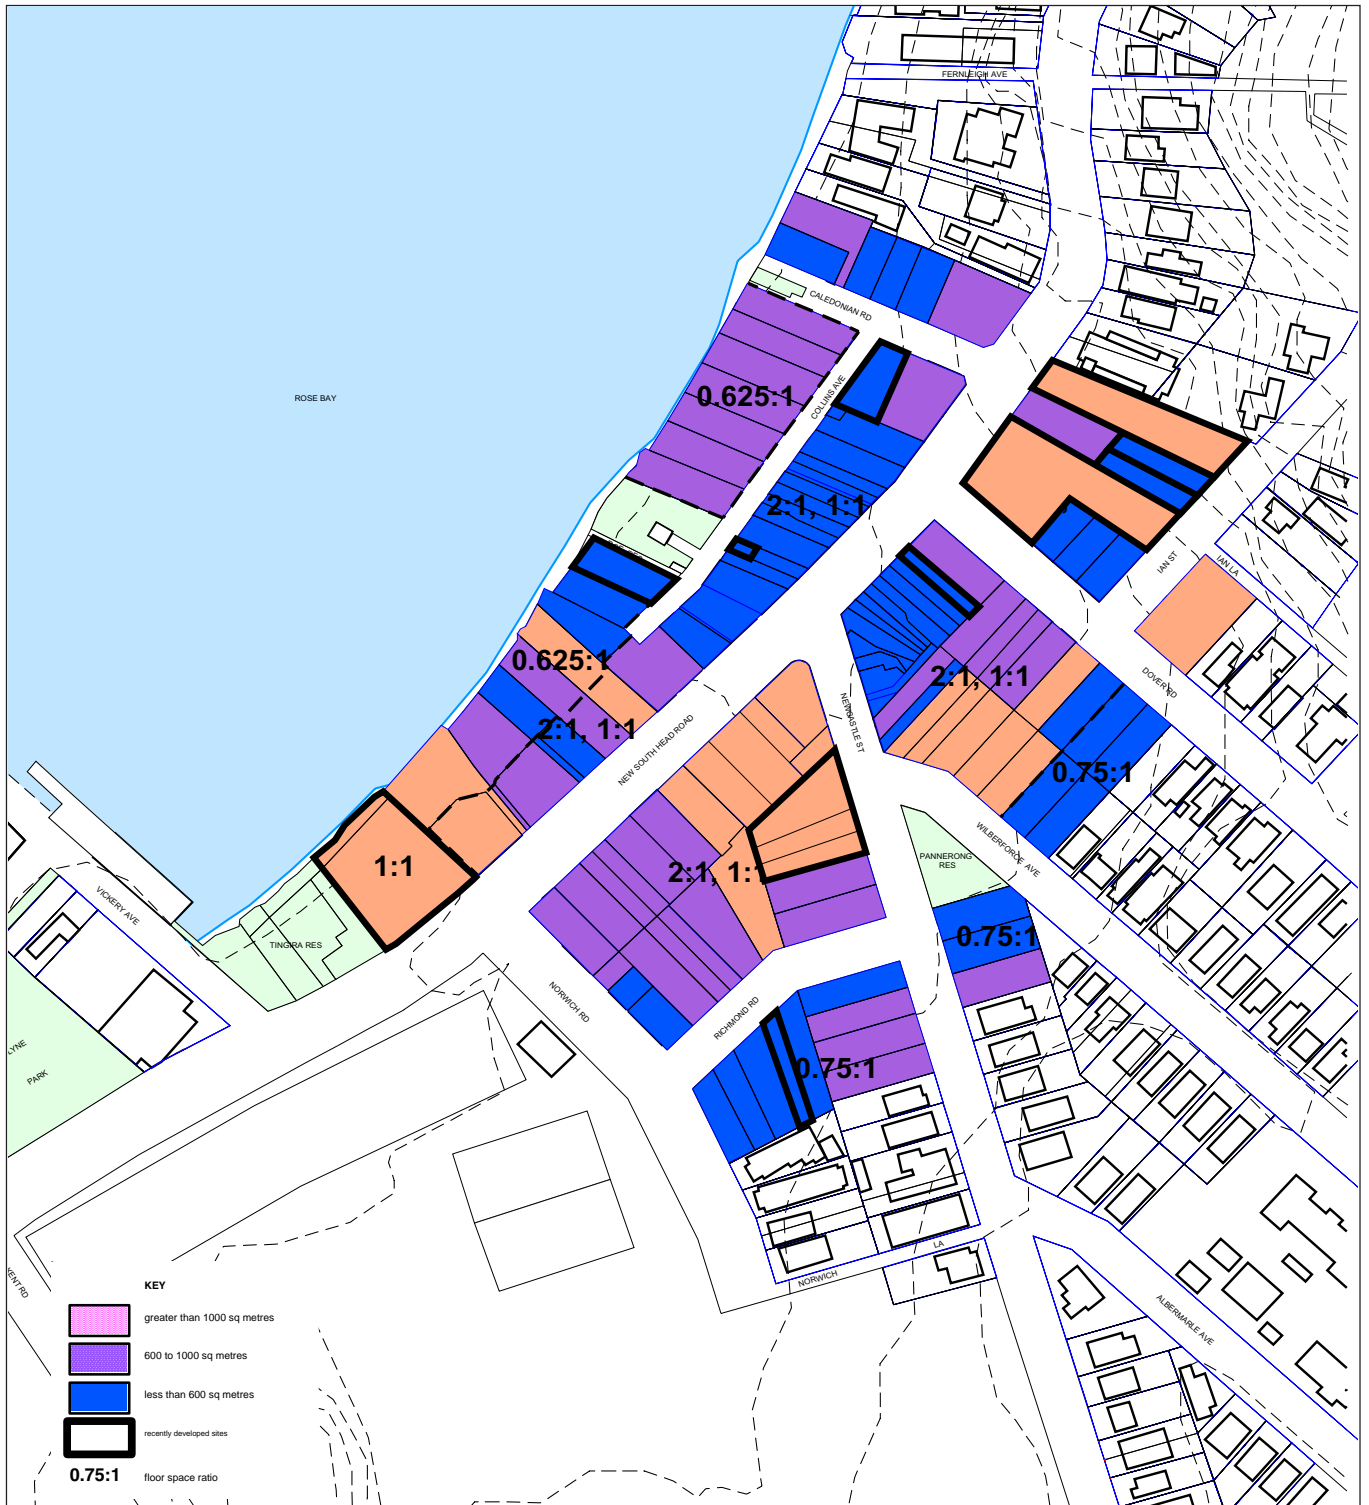 FERNLEIGH AVE
CALEDONIAN RD
ROSE BAY
0.625:1
COLLINS AVE
2:1, 1:1
IAN ST
IAN LA
0.625:1
2:1, 1:1
2:1, 1:1
DOVER RD
NEWCASTLE ST
NEW SOUTH HEAD ROAD
0.75:1
WILBERFORCE AVE
PANNERONG
RES
1:1
2:1, 1:1
VICKERY AVE
TINGIRA RES
0.75:1
NORWICH RD
RICHMOND RD
LYNE
PARK
0.75:1
NORWICH
LA
KENT RD
ALBERMARLE AVE
KEY
greater than 1000 sq metres
600 to 1000 sq metres
less than 600 sq metres
recently developed sites
0.75:1 floor space ratio